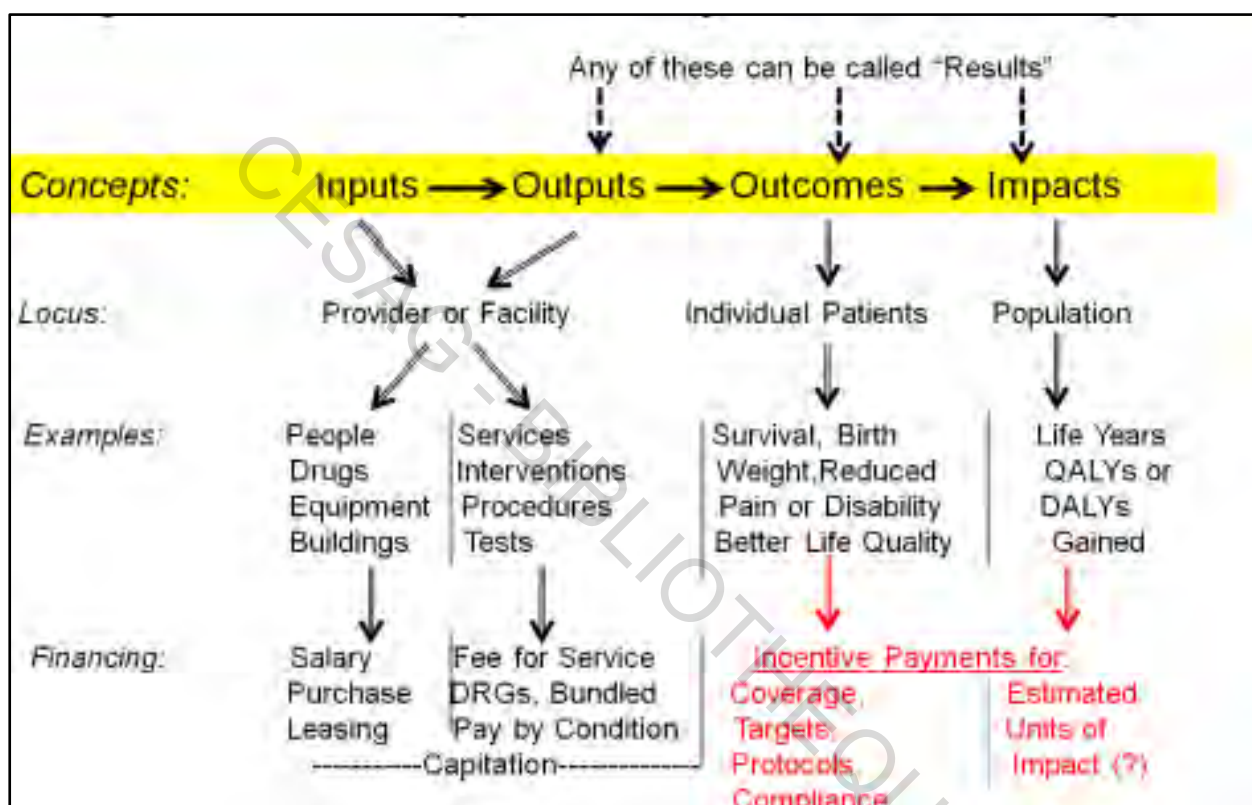 Any of these can be called "Results"
Concepts: Inputs Outputs Outcomes Impacts
Locus: Provider or Facility Individual Patients Population
Examples: People Services Survival, Birth Life Years
Drugs Interventions Weight,Reduced QALYs or
Equipment Procedures Pain or Disability DALYs
Buildings Tests Better Life Quality Gained
Financing: Salary Fee for Service Incentive Payments for
Purchase DRGs, Bundled Coverage, Estimated
Leasing Pay by Condition Targets, Units of
----------Capitation-------------- Protocols, Impact (?)
Compliance
CESAG - BIBLIOTHEQU